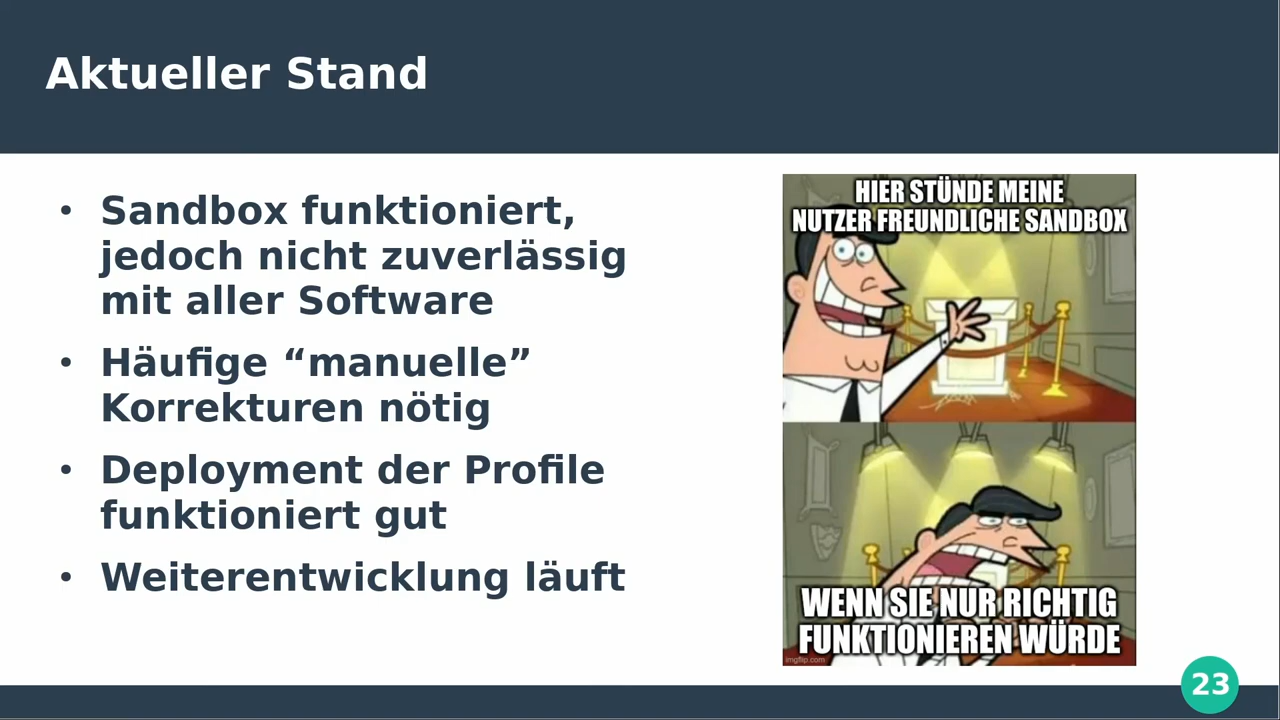 Aktueller Stand
• Sandbox funktioniert,
jedoch nicht zuverlässig
mit aller Software
• Häufige “manuelle”
Korrekturen nötig
• Deployment der Profile
funktioniert gut
• Weiterentwicklung läuft
HIER STÜNDE MEINE
NUTZER FREUNDLICHE SANDBOX
WENN SIE NUR RICHTIG
FUNKTIONIEREN WÜRDE
imgflip.com
23